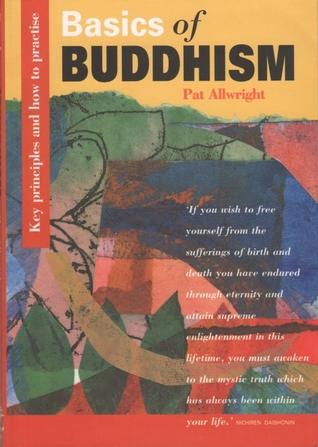 Key principles and how to practise
Basics of
BUDDHISM
Pat Allwright
'If you wish to free
yourself from the
sufferings of birth and
death you have endured
through eternity and
attain supreme
enlightenment in this
lifetime, you must awaken
to the mystic truth which
has always been within
your life.' NICHIREN DAISHONIN